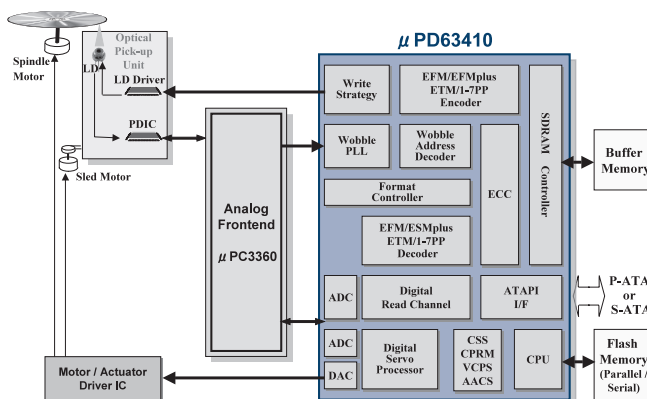 μ PD63410
Optical
Pick-up
Unit
Spindle
Motor
LD
LD Driver
PDIC
Sled Motor
Analog
Frontend
μ PC3360
Write
Strategy
EFM/EFMplus
ETM/1-7PP
Encoder
SDRAM Controller
Wobble
PLL
Wobble
Address
Decoder
ECC
Format
Controller
EFM/ESMplus
ETM/1-7PP
Decoder
ADC
Digital
Read Channel
ATAPI
I/F
ADC
DAC
Digital
Servo
Processor
CSS
CPRM
VCPS
AACS
CPU
Buffer
Memory
P-ATA
or
S-ATA
Flash
Memory
(Parallel /
Serial)
Motor / Actuator
Driver IC